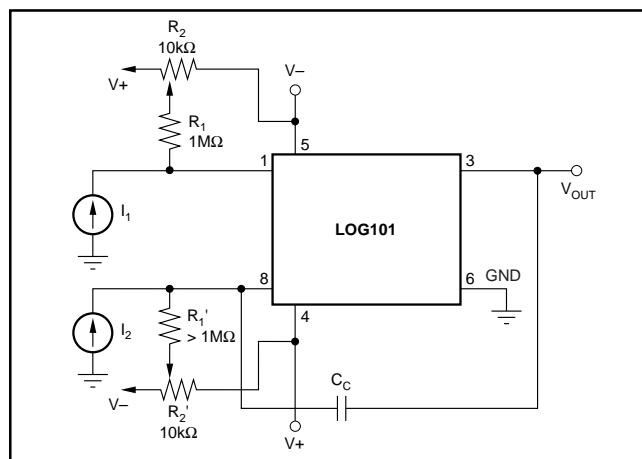 R2
10kΩ
V+
V–
R1
1MΩ
5
1
3
VOUT
I1
LOG101
8
6
GND
I2
R1'
> 1MΩ
4
V–
R2'
10kΩ
CC
V+